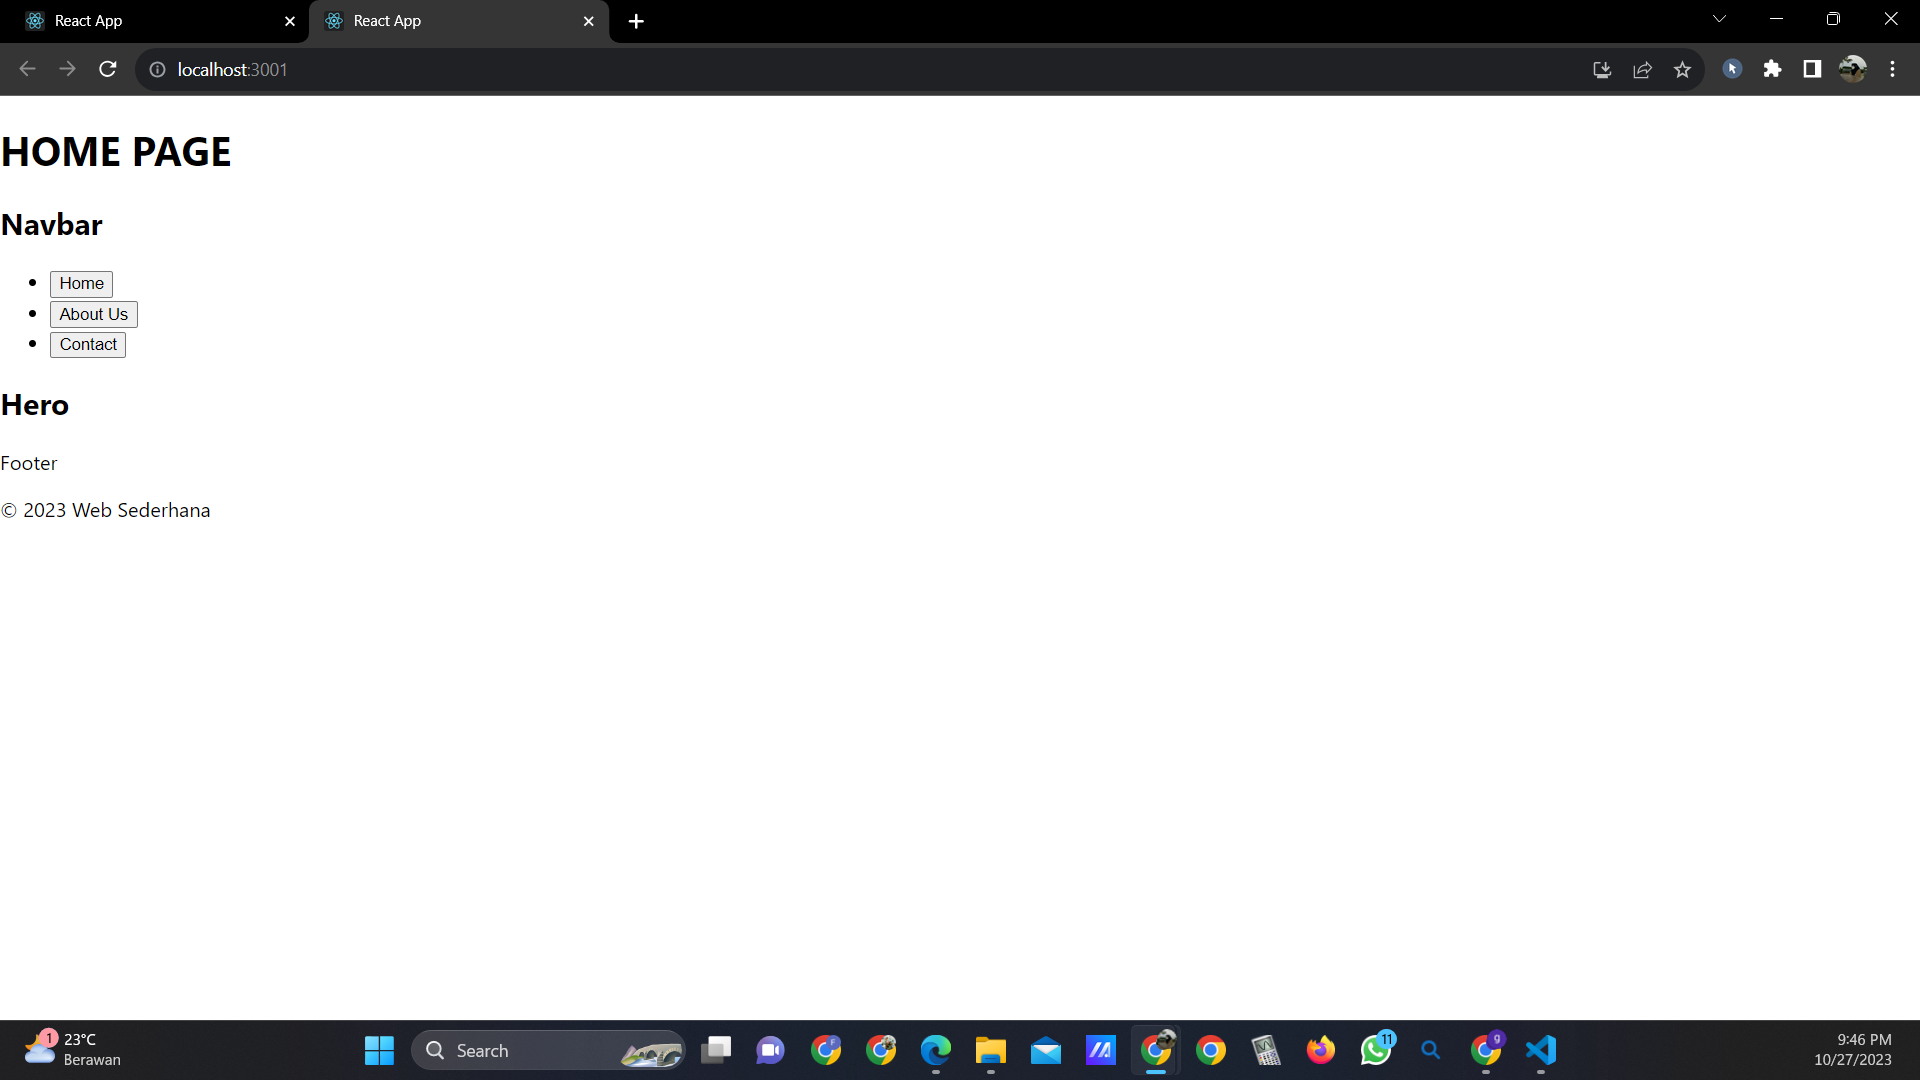 React App
React App
localhost:3001
HOME PAGE
Navbar
Home
About Us
Contact
Hero
Footer
© 2023 Web Sederhana
1
23°C
Berawan
Search
F
11
g
9:46 PM
10/27/2023